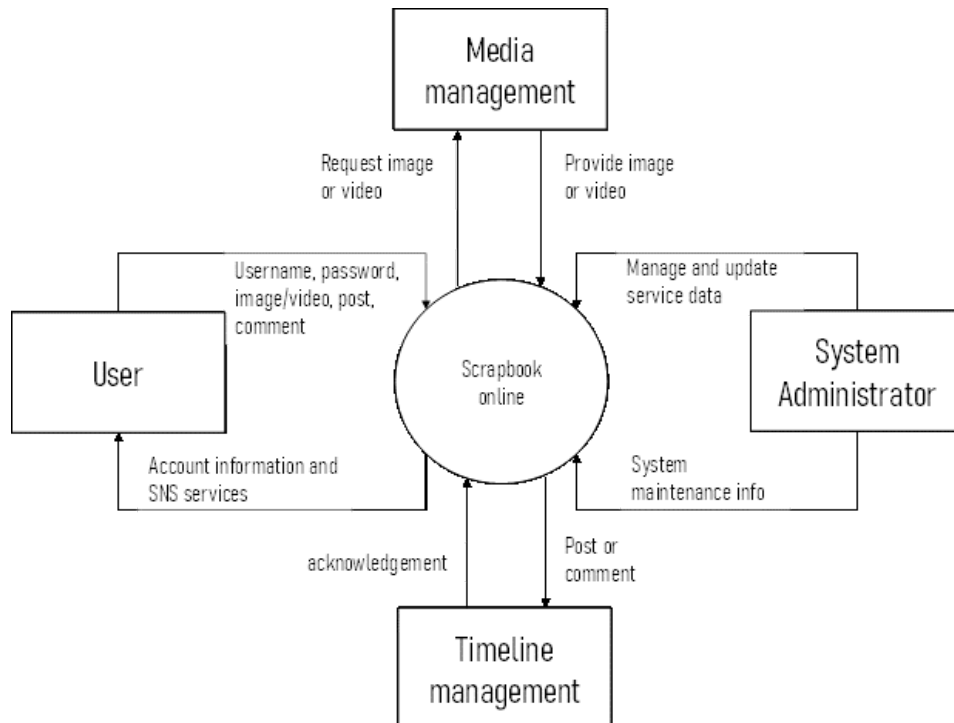 Media
management
Request image
or video
Provide image
or video
Username, password,
image/video, post,
comment
Manage and update
service data
User
Scrapbook
online
System
Administrator
Account information and
SNS services
System
maintenance info
acknowledgement
Post or
comment
Timeline
management